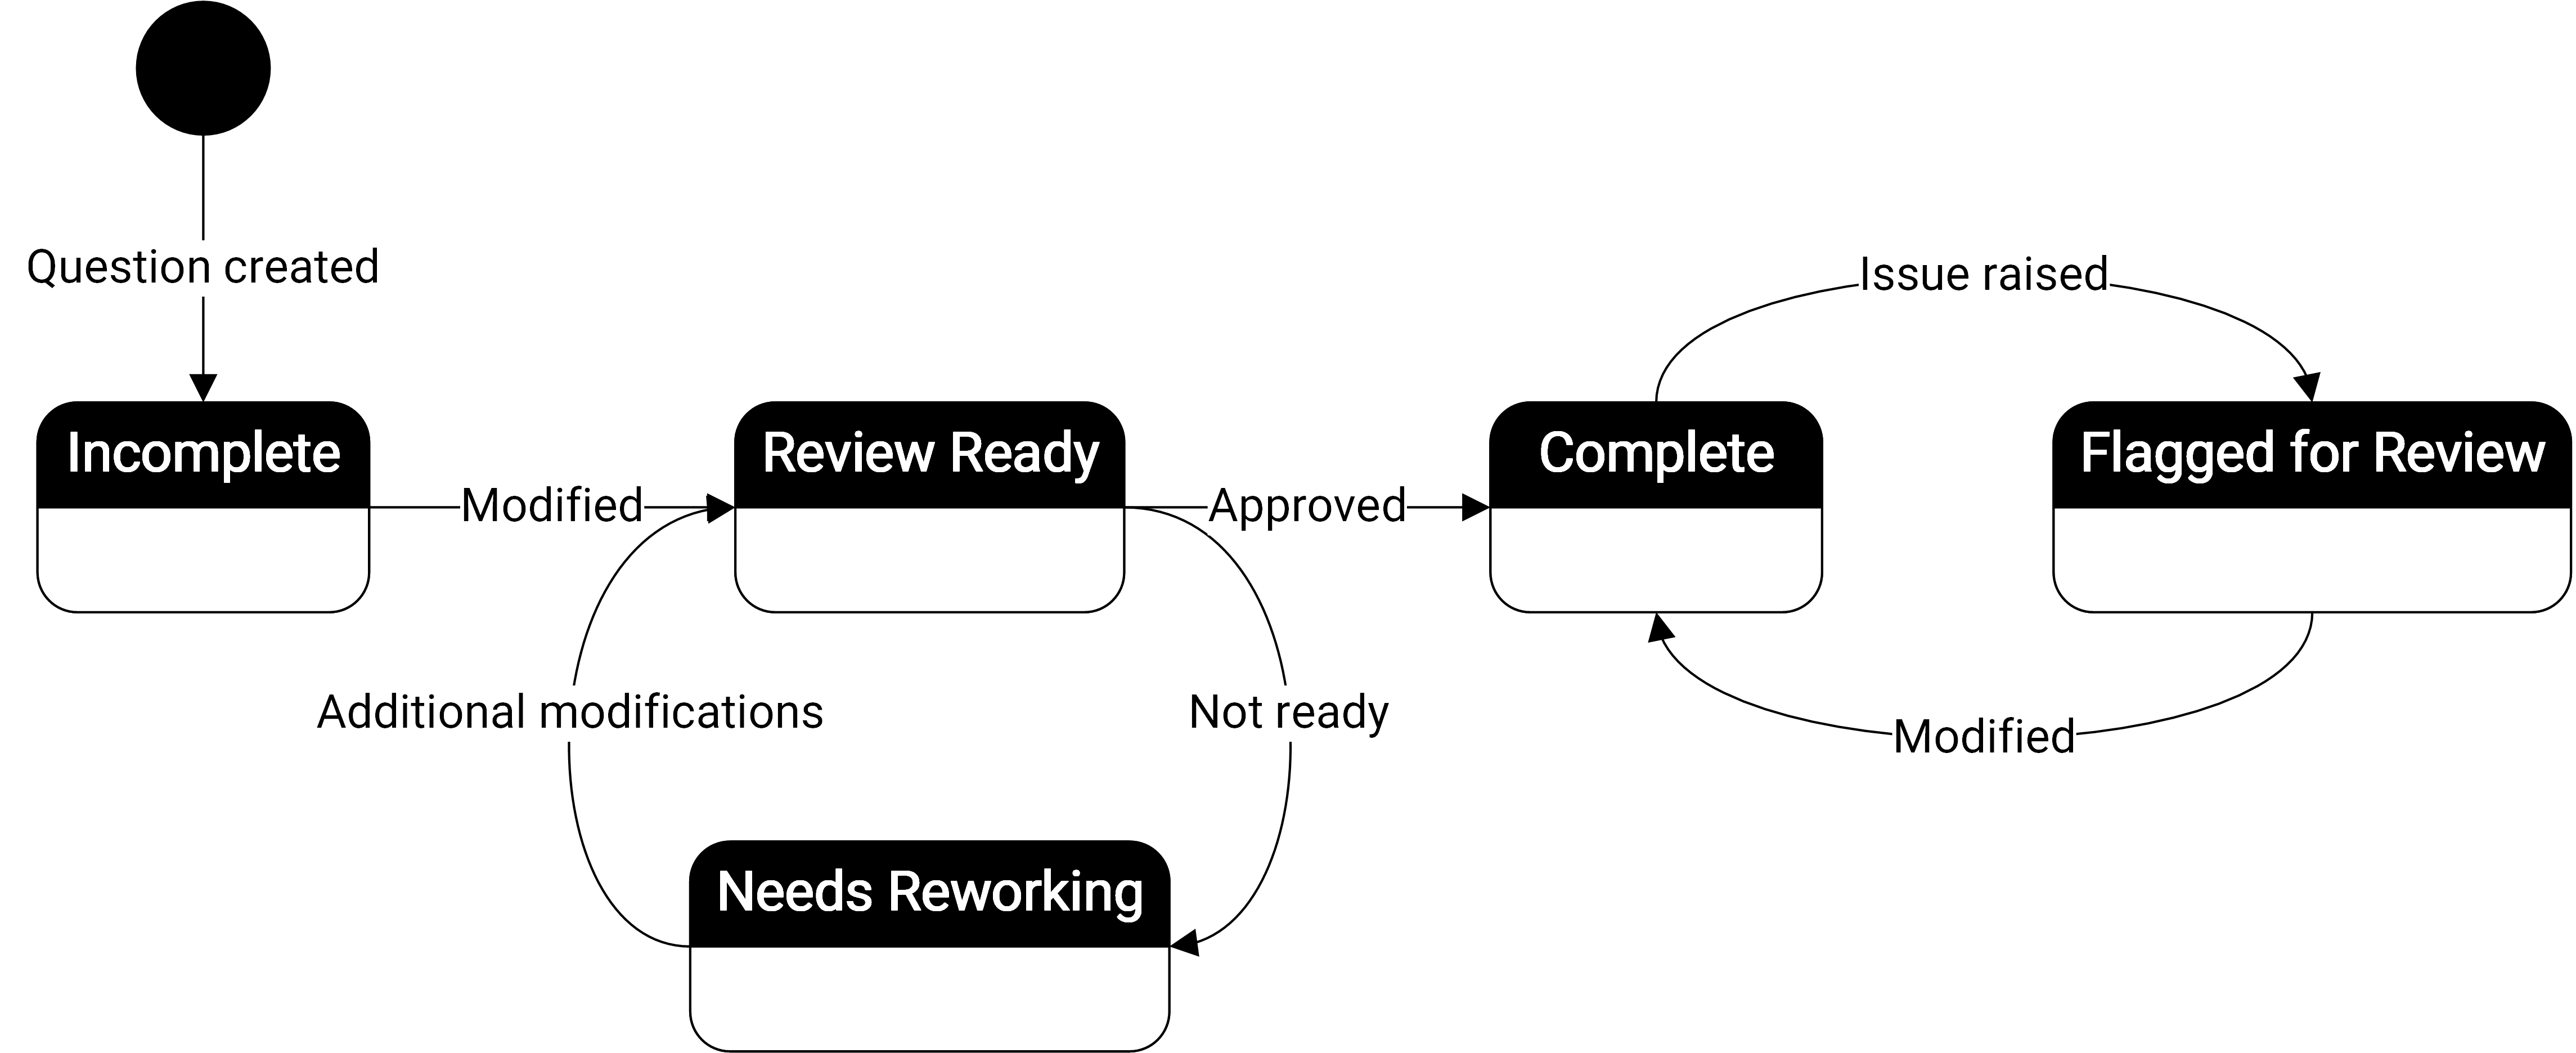 Question created
Issue raised
Incomplete
Review Ready
Complete
Flagged for Review
Modified
Approved
Additional modifications
Not ready
Modified
Needs Reworking